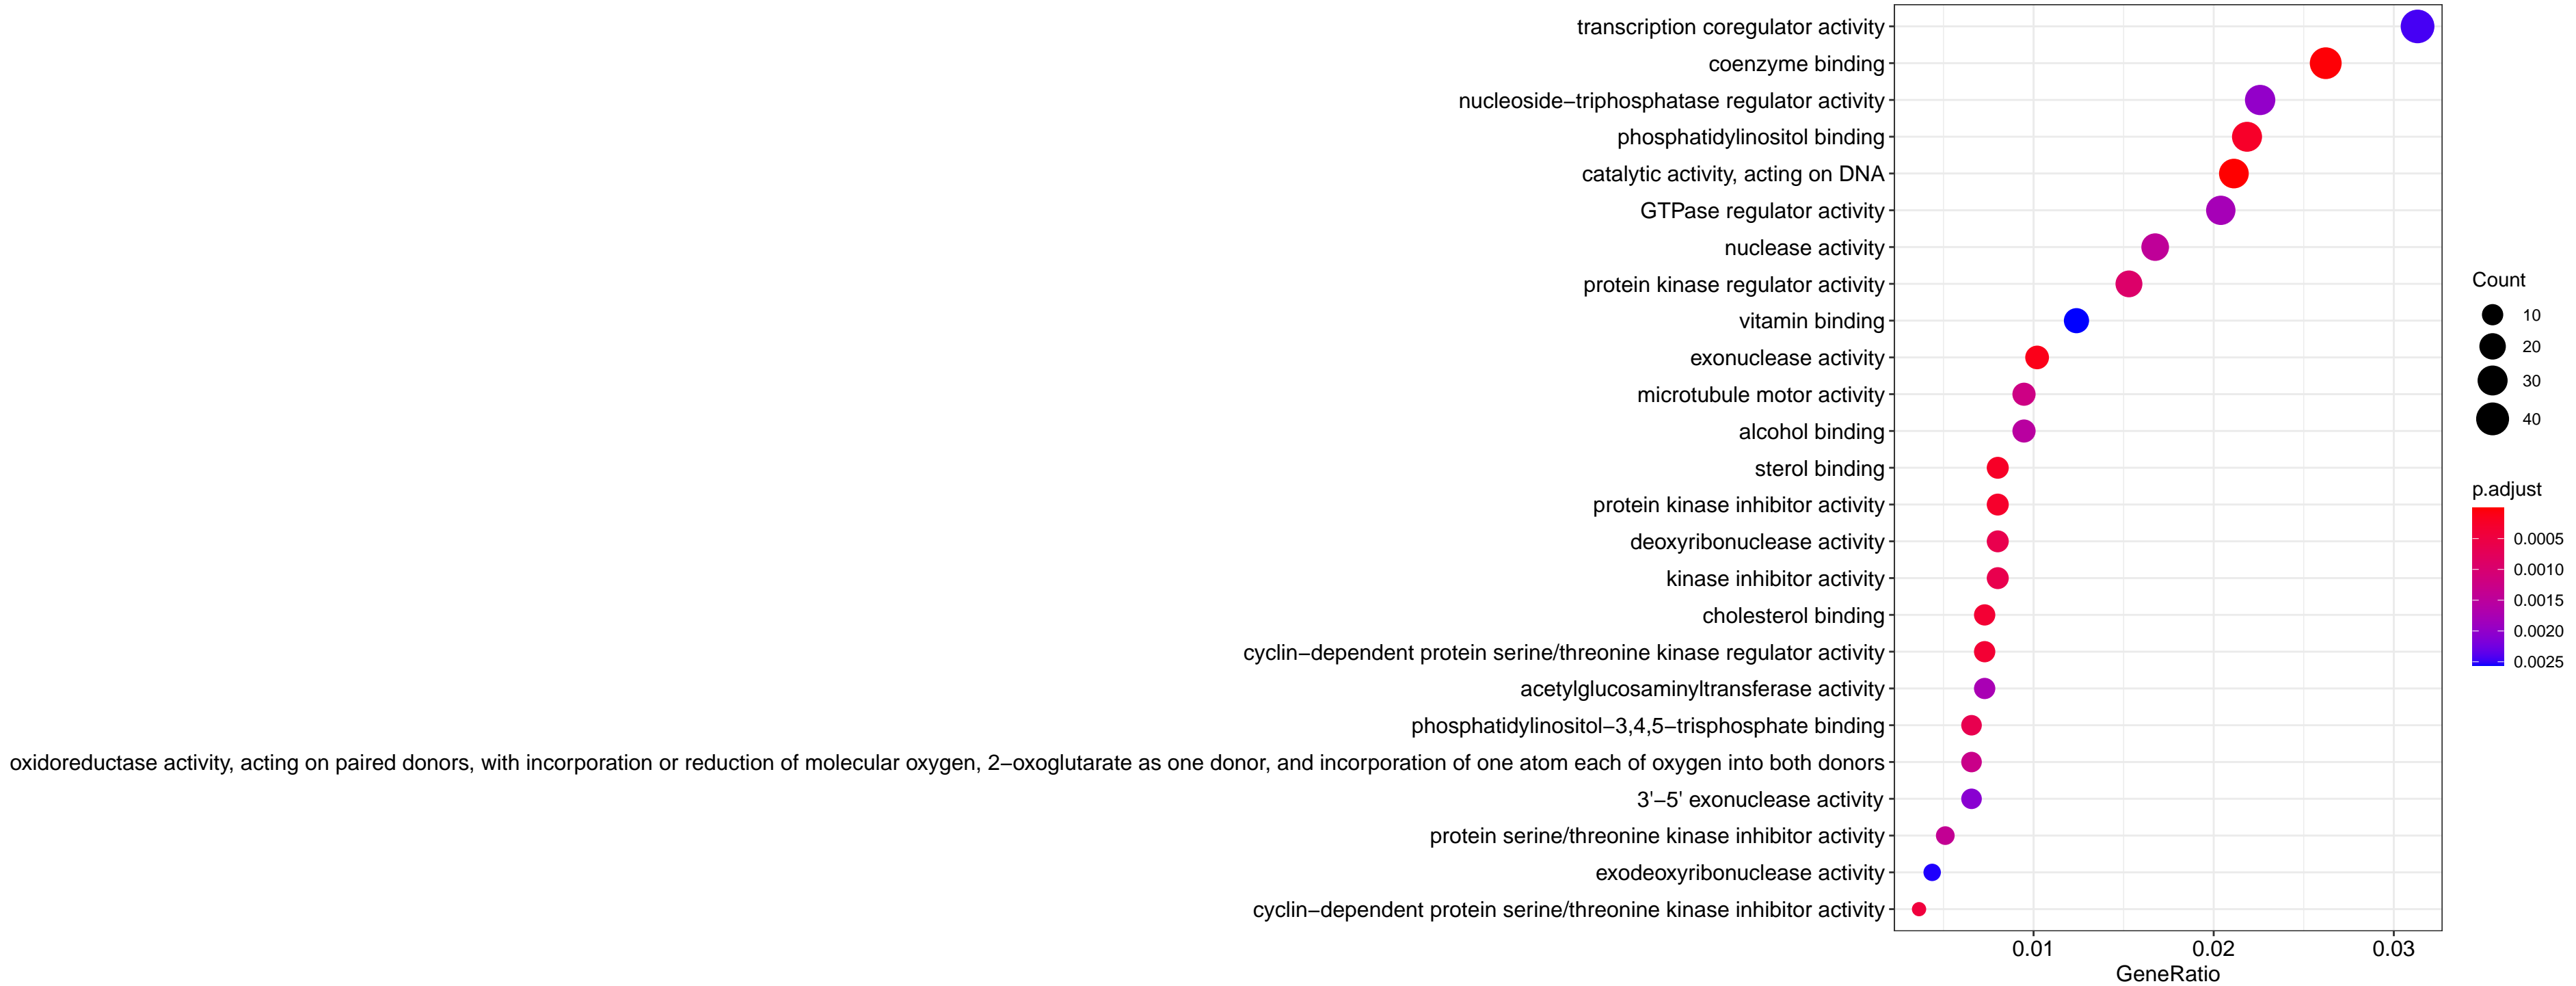 transcription coregulator activity
coenzyme binding
nucleoside−triphosphatase regulator activity
phosphatidylinositol binding
catalytic activity, acting on DNA
GTPase regulator activity
nuclease activity
protein kinase regulator activity
vitamin binding
exonuclease activity
microtubule motor activity
alcohol binding
sterol binding
protein kinase inhibitor activity
deoxyribonuclease activity
kinase inhibitor activity
cholesterol binding
cyclin−dependent protein serine/threonine kinase regulator activity
acetylglucosaminyltransferase activity
phosphatidylinositol−3,4,5−trisphosphate binding
oxidoreductase activity, acting on paired donors, with incorporation or reduction of molecular oxygen, 2−oxoglutarate as one donor, and incorporation of one atom each of oxygen into both donors
3'−5' exonuclease activity
protein serine/threonine kinase inhibitor activity
exodeoxyribonuclease activity
cyclin−dependent protein serine/threonine kinase inhibitor activity
0.01 0.02 0.03
GeneRatio
Count
10
20
30
40
p.adjust
0.0005
0.0010
0.0015
0.0020
0.0025